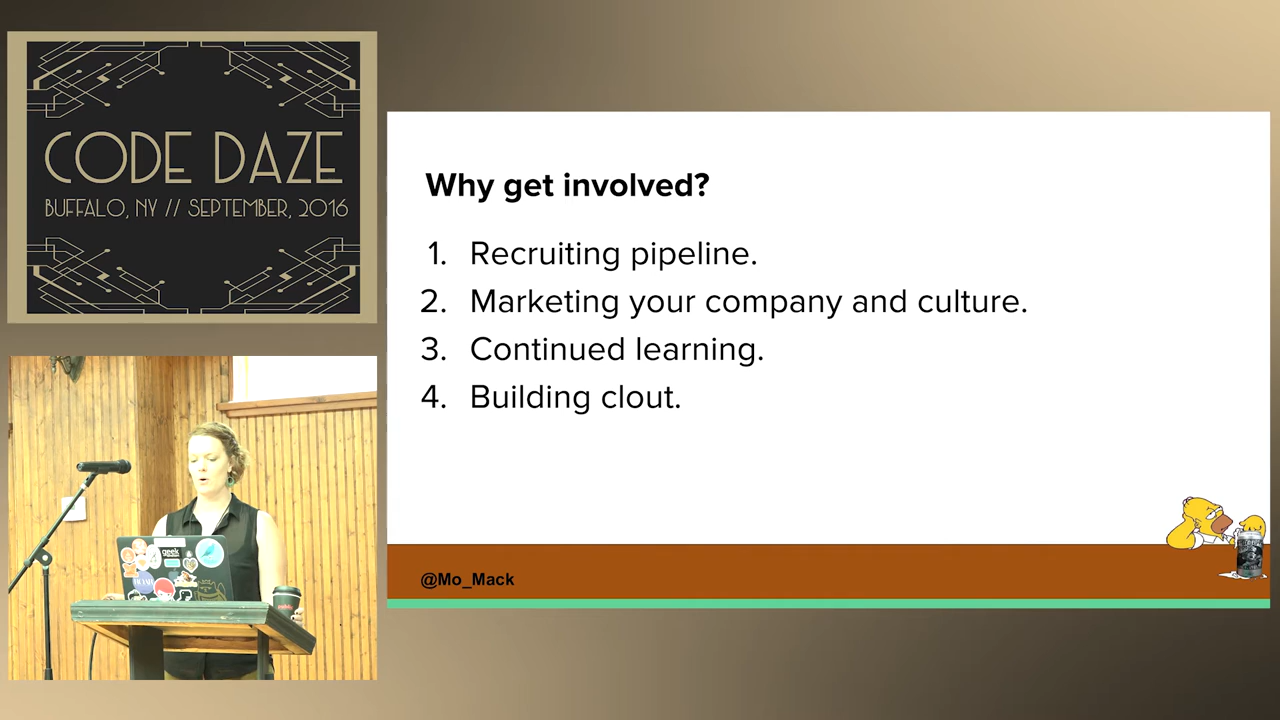 CODE DAZE
BUFFALO, NY // SEPTEMBER, 2016
Why get involved?
1. Recruiting pipeline.
2. Marketing your company and culture.
3. Continued learning.
4. Building clout.
@Mo_Mack
geek